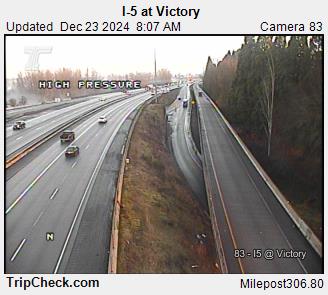 I-5 at Victory
Updated Dec 23 2024 8:07 AM
Camera 83
HIGH PRESSURE
N
83 - I5 @ Victory
TripCheck.com
Milepost306.80